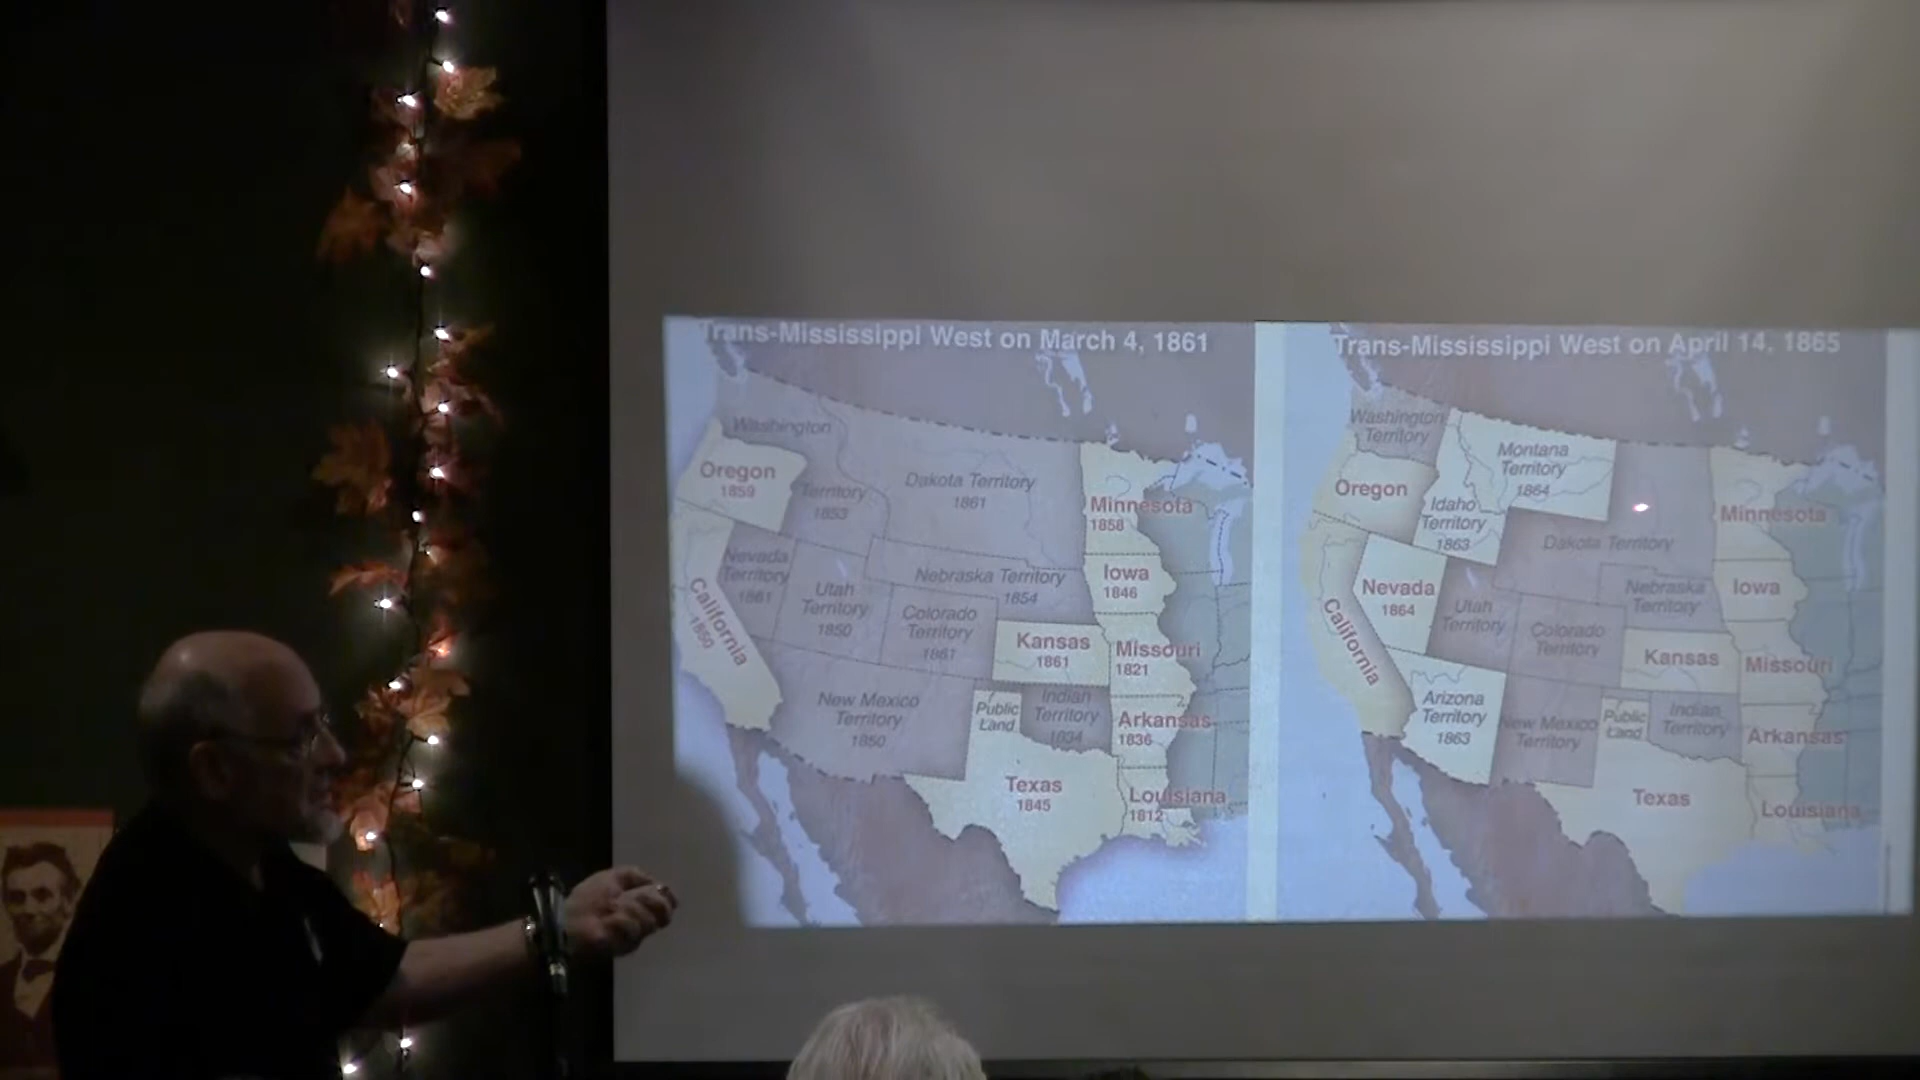 Trans-Mississippi West on March 4, 1861
Washington
Territory
1853
Oregon
1859
Dakota Territory
1861
Minnesota
1858
Nevada
Territory
1861
Utah
Territory
1850
Nebraska Territory
1854
Iowa
1846
California
1850
Colorado
Territory
1861
Kansas
1861
Missouri
1821
New Mexico
Territory
1850
Public
Land
Indian
Territory
1834
Arkansas
1836
Texas
1845
Louisiana
1812
Trans-Mississippi West on April 14, 1865
Washington
Territory
Montana
Territory
1864
Oregon
Idaho
Territory
1863
Minnesota
Dakota Territory
Nevada
1864
Utah
Territory
Nebraska
Territory
Iowa
California
Colorado
Territory
Kansas
Missouri
Arizona
Territory
1863
New Mexico
Territory
Public
Land
Indian
Territory
Arkansas
Texas
Louisiana